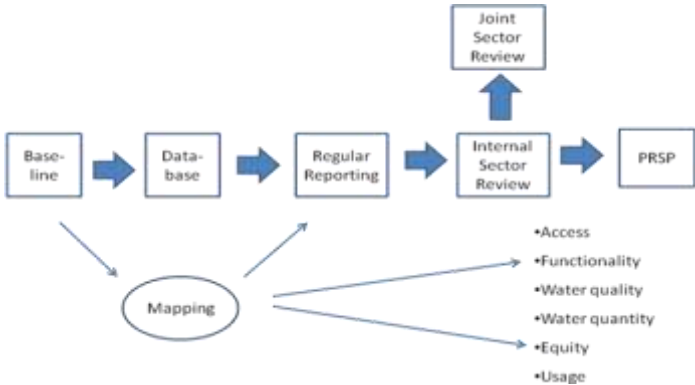 Joint
Sector
Review
Base-
line
Data-
base
Regular
Reporting
Internal
Sector
Review
PRSP
Mapping
•Access
•Functionality
•Water quality
•Water quantity
•Equity
•Usage